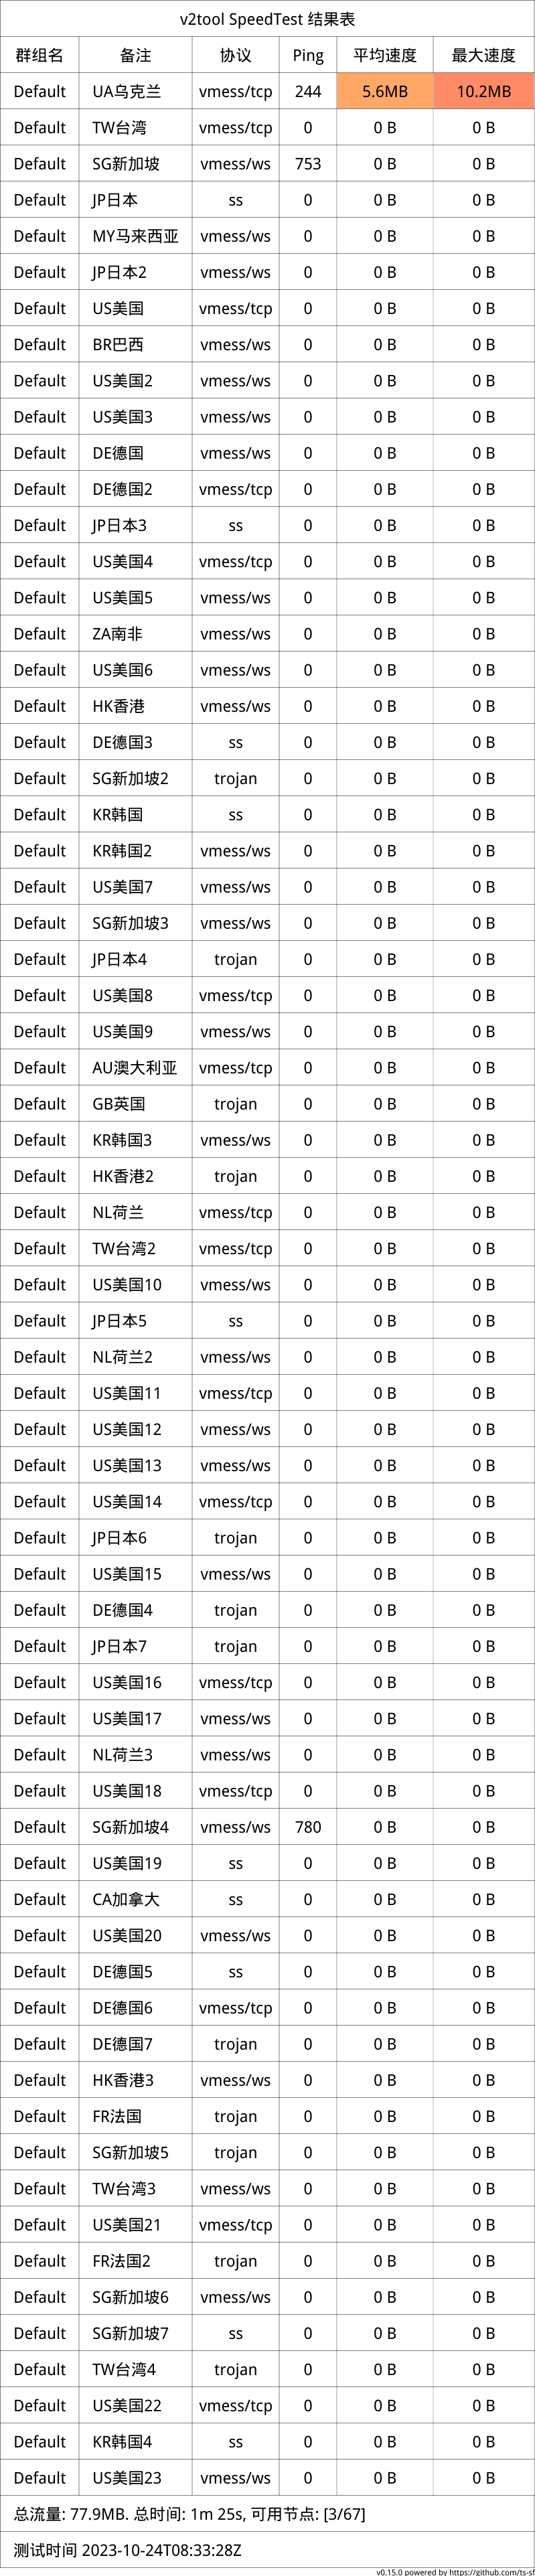 v2tool SpeedTest 结果表
群组名 备注 协议 Ping 平均速度 最大速度
Default UA乌克兰 vmess/tcp 244 5.6MB 10.2MB
Default TW台湾 vmess/tcp 0 0 B 0 B
Default SG新加坡 vmess/ws 753 0 B 0 B
Default JP日本 ss 0 0 B 0 B
Default MY马来西亚 vmess/ws 0 0 B 0 B
Default JP日本2 vmess/ws 0 0 B 0 B
Default US美国 vmess/tcp 0 0 B 0 B
Default BR巴西 vmess/ws 0 0 B 0 B
Default US美国2 vmess/ws 0 0 B 0 B
Default US美国3 vmess/ws 0 0 B 0 B
Default DE德国 vmess/ws 0 0 B 0 B
Default DE德国2 vmess/tcp 0 0 B 0 B
Default JP日本3 ss 0 0 B 0 B
Default US美国4 vmess/tcp 0 0 B 0 B
Default US美国5 vmess/ws 0 0 B 0 B
Default ZA南非 vmess/ws 0 0 B 0 B
Default US美国6 vmess/ws 0 0 B 0 B
Default HK香港 vmess/ws 0 0 B 0 B
Default DE德国3 ss 0 0 B 0 B
Default SG新加坡2 trojan 0 0 B 0 B
Default KR韩国 ss 0 0 B 0 B
Default KR韩国2 vmess/ws 0 0 B 0 B
Default US美国7 vmess/ws 0 0 B 0 B
Default SG新加坡3 vmess/ws 0 0 B 0 B
Default JP日本4 trojan 0 0 B 0 B
Default US美国8 vmess/tcp 0 0 B 0 B
Default US美国9 vmess/ws 0 0 B 0 B
Default AU澳大利亚 vmess/tcp 0 0 B 0 B
Default GB英国 trojan 0 0 B 0 B
Default KR韩国3 vmess/ws 0 0 B 0 B
Default HK香港2 trojan 0 0 B 0 B
Default NL荷兰 vmess/tcp 0 0 B 0 B
Default TW台湾2 vmess/tcp 0 0 B 0 B
Default US美国10 vmess/ws 0 0 B 0 B
Default JP日本5 ss 0 0 B 0 B
Default NL荷兰2 vmess/ws 0 0 B 0 B
Default US美国11 vmess/tcp 0 0 B 0 B
Default US美国12 vmess/ws 0 0 B 0 B
Default US美国13 vmess/ws 0 0 B 0 B
Default US美国14 vmess/tcp 0 0 B 0 B
Default JP日本6 trojan 0 0 B 0 B
Default US美国15 vmess/ws 0 0 B 0 B
Default DE德国4 trojan 0 0 B 0 B
Default JP日本7 trojan 0 0 B 0 B
Default US美国16 vmess/tcp 0 0 B 0 B
Default US美国17 vmess/ws 0 0 B 0 B
Default NL荷兰3 vmess/ws 0 0 B 0 B
Default US美国18 vmess/tcp 0 0 B 0 B
Default SG新加坡4 vmess/ws 780 0 B 0 B
Default US美国19 ss 0 0 B 0 B
Default CA加拿大 ss 0 0 B 0 B
Default US美国20 vmess/ws 0 0 B 0 B
Default DE德国5 ss 0 0 B 0 B
Default DE德国6 vmess/tcp 0 0 B 0 B
Default DE德国7 trojan 0 0 B 0 B
Default HK香港3 vmess/ws 0 0 B 0 B
Default FR法国 trojan 0 0 B 0 B
Default SG新加坡5 trojan 0 0 B 0 B
Default TW台湾3 vmess/ws 0 0 B 0 B
Default US美国21 vmess/tcp 0 0 B 0 B
Default FR法国2 trojan 0 0 B 0 B
Default SG新加坡6 vmess/ws 0 0 B 0 B
Default SG新加坡7 ss 0 0 B 0 B
Default TW台湾4 trojan 0 0 B 0 B
Default US美国22 vmess/tcp 0 0 B 0 B
Default KR韩国4 ss 0 0 B 0 B
Default US美国23 vmess/ws 0 0 B 0 B
总流量: 77.9MB. 总时间: 1m 25s, 可用节点: [3/67]
测试时间 2023-10-24T08:33:28Z
v0.15.0 powered by https://github.com/ts-sf